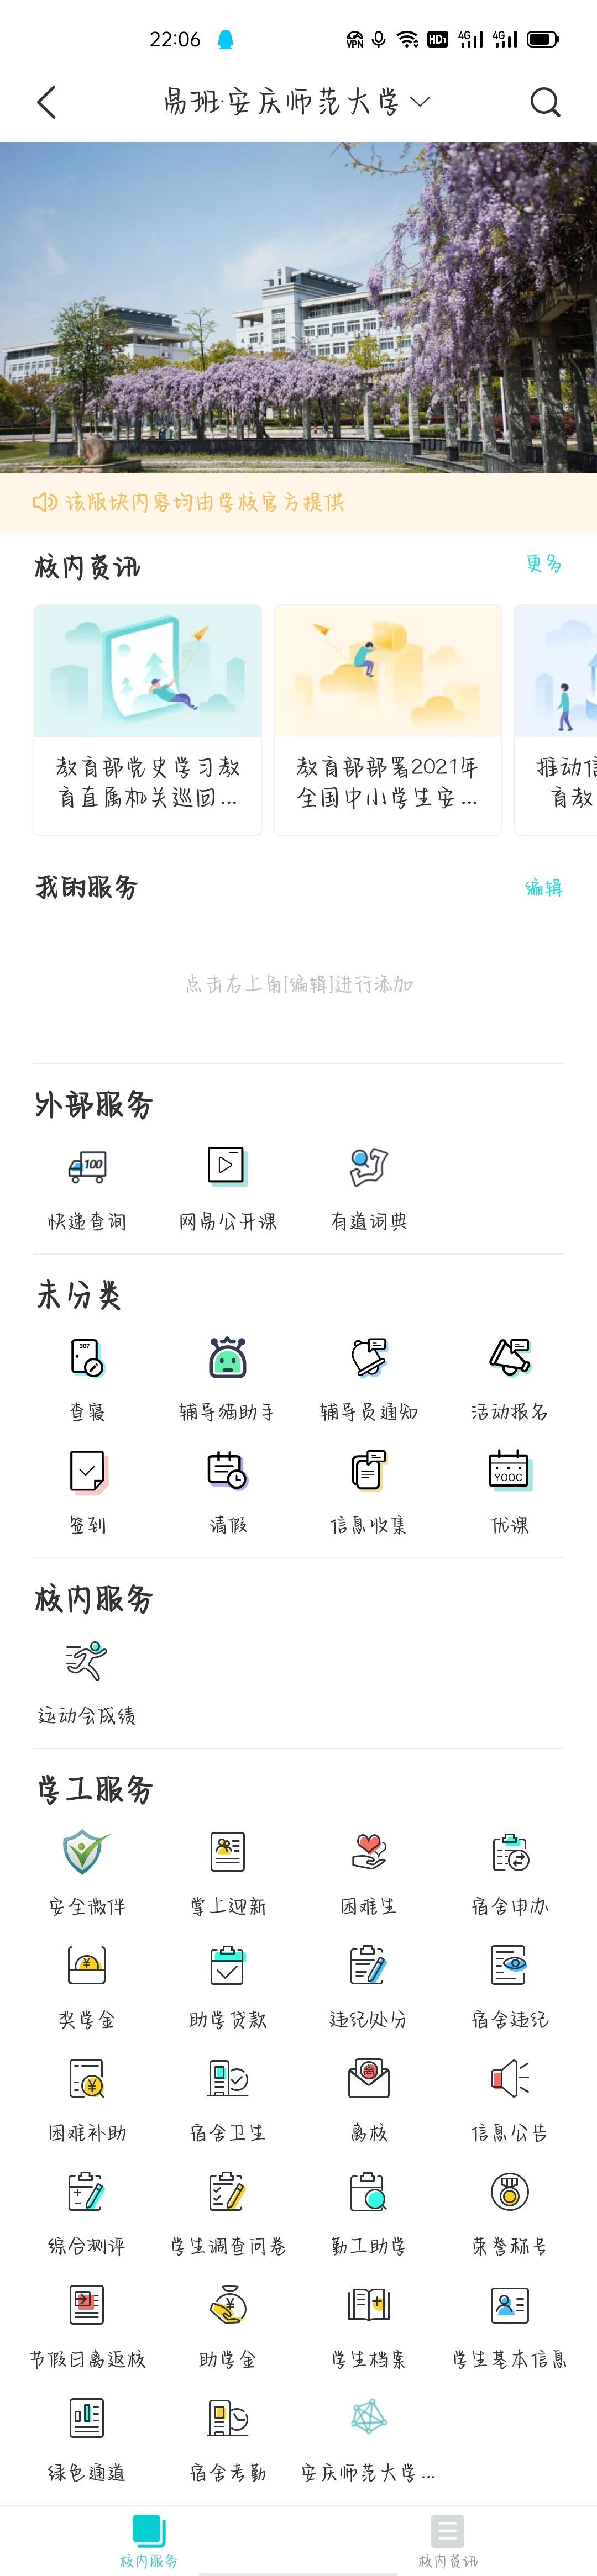 22:06
VPN
HD1
4G
4G
易班·安庆师范大学
该版块内容均由学校官方提供
校内资讯
更多
教育部党史学习教
育直属机关巡回...
教育部部署2021年
全国中小学生安...
推动信
育教
我的服务
编辑
点击右上角[编辑]进行添加
外部服务
100
快递查询
网易公开课
有道词典
未分类
307
查寝
辅导猫助手
辅导员通知
活动报名
YOOC
签到
请假
信息收集
优课
校内服务
运动会成绩
学工服务
安全微伴
掌上迎新
困难生
宿舍申办
奖学金
助学贷款
违纪处分
宿舍违纪
困难补助
宿舍卫生
离校
信息公告
综合测评
学生调查问卷
勤工助学
荣誉称号
节假日离返校
助学金
学生档案
学生基本信息
绿色通道
宿舍考勤
安庆师范大学...
校内服务
校内资讯